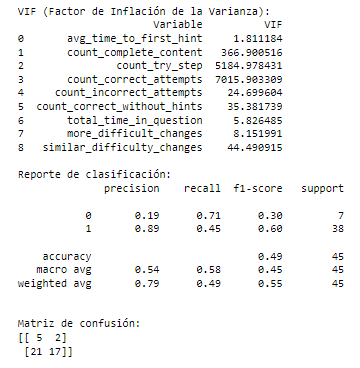 VIF (Factor de Inflación de la Varianza):
Variable VIF
0 avg_time_to_first_hint 1.811184
1 count_complete_content 366.900516
2 count_try_step 5184.978431
3 count_correct_attempts 7015.903309
4 count_incorrect_attempts 24.699604
5 count_correct_without_hints 35.381739
6 total_time_in_question 5.826485
7 more_difficult_changes 8.151991
8 similar_difficulty_changes 44.490915
Reporte de clasificación:
precision recall f1-score support
0 0.19 0.71 0.30 7
1 0.89 0.45 0.60 38
accuracy 0.49 45
macro avg 0.54 0.58 0.45 45
weighted avg 0.79 0.49 0.55 45
Matriz de confusión:
[[ 5 2]
[21 17]]